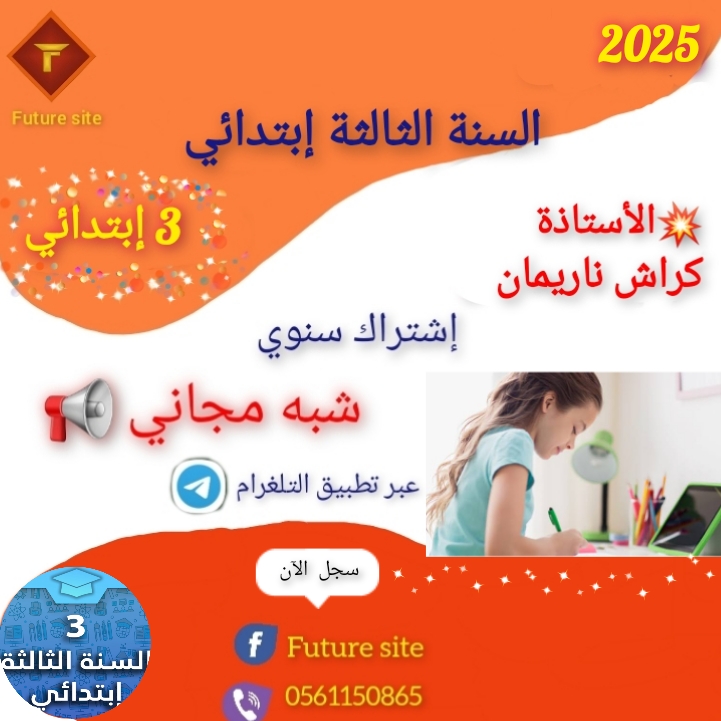 2025
Future site
السنة الثالثة إبتدائي
3 إبتدائي
الأستاذة
كراش ناريمان
إشتراك سنوي
شبه مجاني
عبر تطبيق التلغرام
سجل الآن
3
السنة الثالثة
إبتدائي
Future site
0561150865